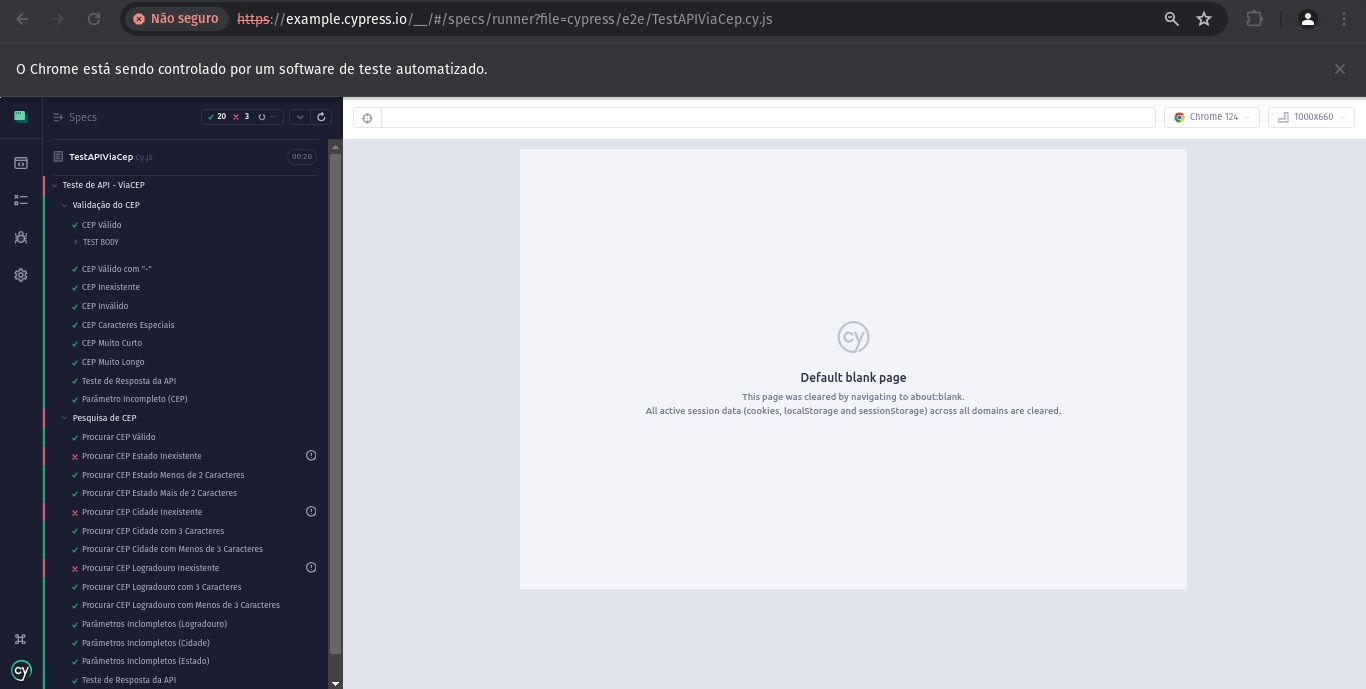 Não seguro https://example.cypress.io/__/#/specs/runner?file=cypress/e2e/TestAPIViaCep.cy.js
O Chrome está sendo controlado por um software de teste automatizado.
Specs 20 3 --
Chrome 124 1000x660
TestAPIViaCep.cy.js 00:20
Teste de API - ViaCEP
Validação do CEP
CEP Válido
TEST BODY
CEP Válido com "-"
CEP Inexistente
CEP Inválido
CEP Caracteres Especiais
CEP Muito Curto
CEP Muito Longo
Teste de Resposta da API
Parâmetro Incompleto (CEP)
Pesquisa de CEP
Procurar CEP Válido
Procurar CEP Estado Inexistente
Procurar CEP Estado Menos de 2 Caracteres
Procurar CEP Estado Mais de 2 Caracteres
Procurar CEP Cidade Inexistente
Procurar CEP Cidade com 3 Caracteres
Procurar CEP Cidade com Menos de 3 Caracteres
Procurar CEP Logradouro Inexistente
Procurar CEP Logradouro com 3 Caracteres
Procurar CEP Logradouro com Menos de 3 Caracteres
Parâmetros Inclompletos (Logradouro)
Parâmetros Inclompletos (Cidade)
Parâmetros Inclompletos (Estado)
Teste de Resposta da API
cy
cy
Default blank page
This page was cleared by navigating to about:blank.
All active session data (cookies, localStorage and sessionStorage) across all domains are cleared.